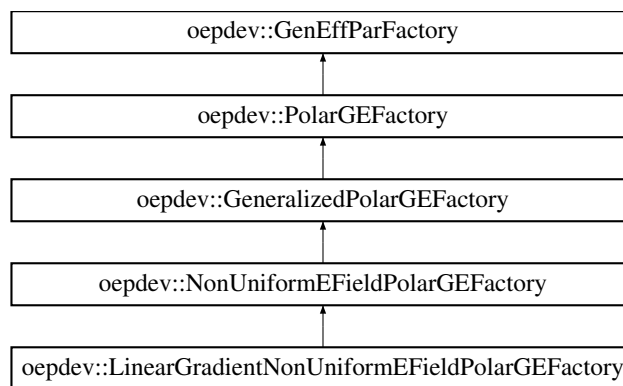 oepdev::GenEffParFactory
oepdev::PolarGEFactory
oepdev::GeneralizedPolarGEFactory
oepdev::NonUniformEFieldPolarGEFactory
oepdev::LinearGradientNonUniformEFieldPolarGEFactory